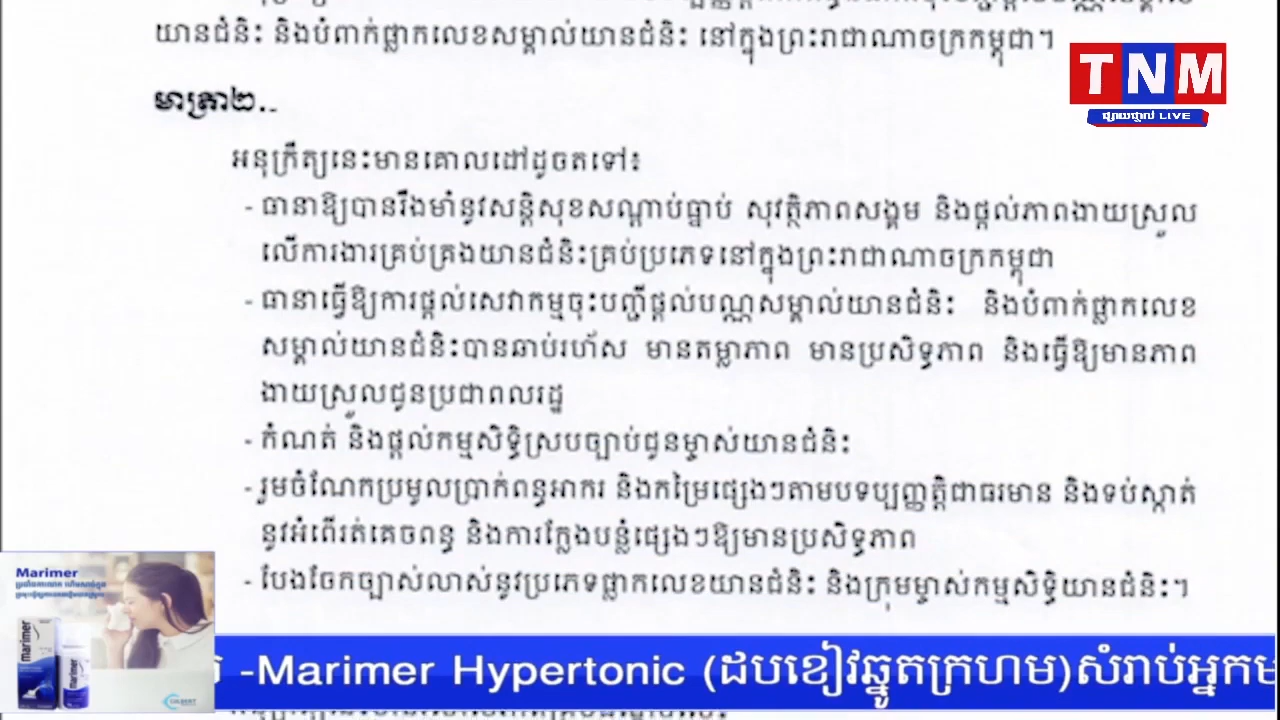 យានជំនិះ និងបំពាក់ផ្លាកលេខសម្គាល់យានជំនិះ នៅក្នុងព្រះរាជាណាចក្រកម្ពុជា។
TNM
ផ្សាយផ្ទាល់ LIVE
មាត្រា២..
អនុក្រឹត្យនេះមានគោលដៅដូចតទៅ៖
- ធានាឱ្យបានរឹងមាំនូវសន្តិសុខសណ្តាប់ធ្នាប់ សុវត្ថិភាពសង្គម និងផ្តល់ភាពងាយស្រួល
លើការងារគ្រប់គ្រងយានជំនិះគ្រប់ប្រភេទនៅក្នុងព្រះរាជាណាចក្រកម្ពុជា
- ធានាធ្វើឱ្យការផ្តល់សេវាកម្មចុះបញ្ជីផ្តល់បណ្ណសម្គាល់យានជំនិះ និងបំពាក់ផ្លាកលេខ
សម្គាល់យានជំនិះបានឆាប់រហ័ស មានតម្លាភាព មានប្រសិទ្ធភាព និងធ្វើឱ្យមានភាព
ងាយស្រួលជូនប្រជាពលរដ្ឋ
- កំណត់ និងផ្តល់កម្មសិទ្ធិស្របច្បាប់ជូនម្ចាស់យានជំនិះ
- រួមចំណែកប្រមូលប្រាក់ពន្ធអាករ និងកម្រៃផ្សេងៗតាមបទប្បញ្ញត្តិជាធរមាន និងទប់ស្កាត់
នូវអំពើរត់គេចពន្ធ និងការក្លែងបន្លំផ្សេងៗឱ្យមានប្រសិទ្ធភាព
- បែងចែកច្បាស់លាស់នូវប្រភេទផ្លាកលេខយានជំនិះ និងក្រុមម្ចាស់កម្មសិទ្ធិយានជំនិះ។
Marimer
marimer
marimer
GILBERT
-Marimer Hypertonic (ដបខៀវឆ្នូតក្រហម)សំរាប់អ្នកម